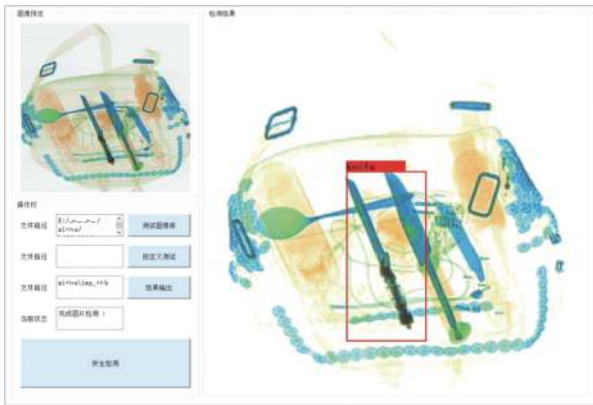 图像预览
检测结果
knife
操作栏
文件路径
测试图像库
文件路径
自定义测试
文件路径
结果输出
当前状态
完成图片检测！
安全检测